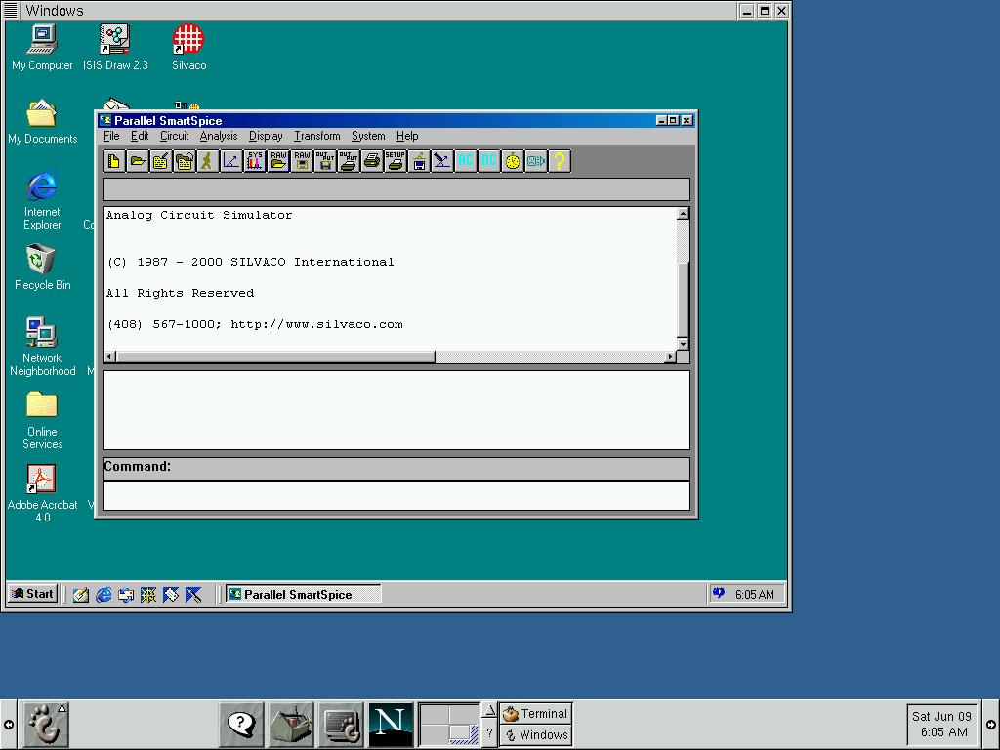 Windows
My Computer
ISIS Draw 2.3
Silvaco
My Documents
Internet
Explorer
Co
Recycle Bin
Network
Neighborhood
M
Online
Services
Adobe Acrobat
4.0
V
Parallel SmartSpice
File Edit Circuit Analysis Display Transform System Help
SYS RAW RAW OUT PUT OUT PUT SETUP AC DC ?
Analog Circuit Simulator
(C) 1987 - 2000 SILVACO International
All Rights Reserved
(408) 567-1000; http://www.silvaco.com
Command:
Start
Parallel SmartSpice
6:05 AM
?
N
?
Terminal
Windows
Sat Jun 09
6:05 AM